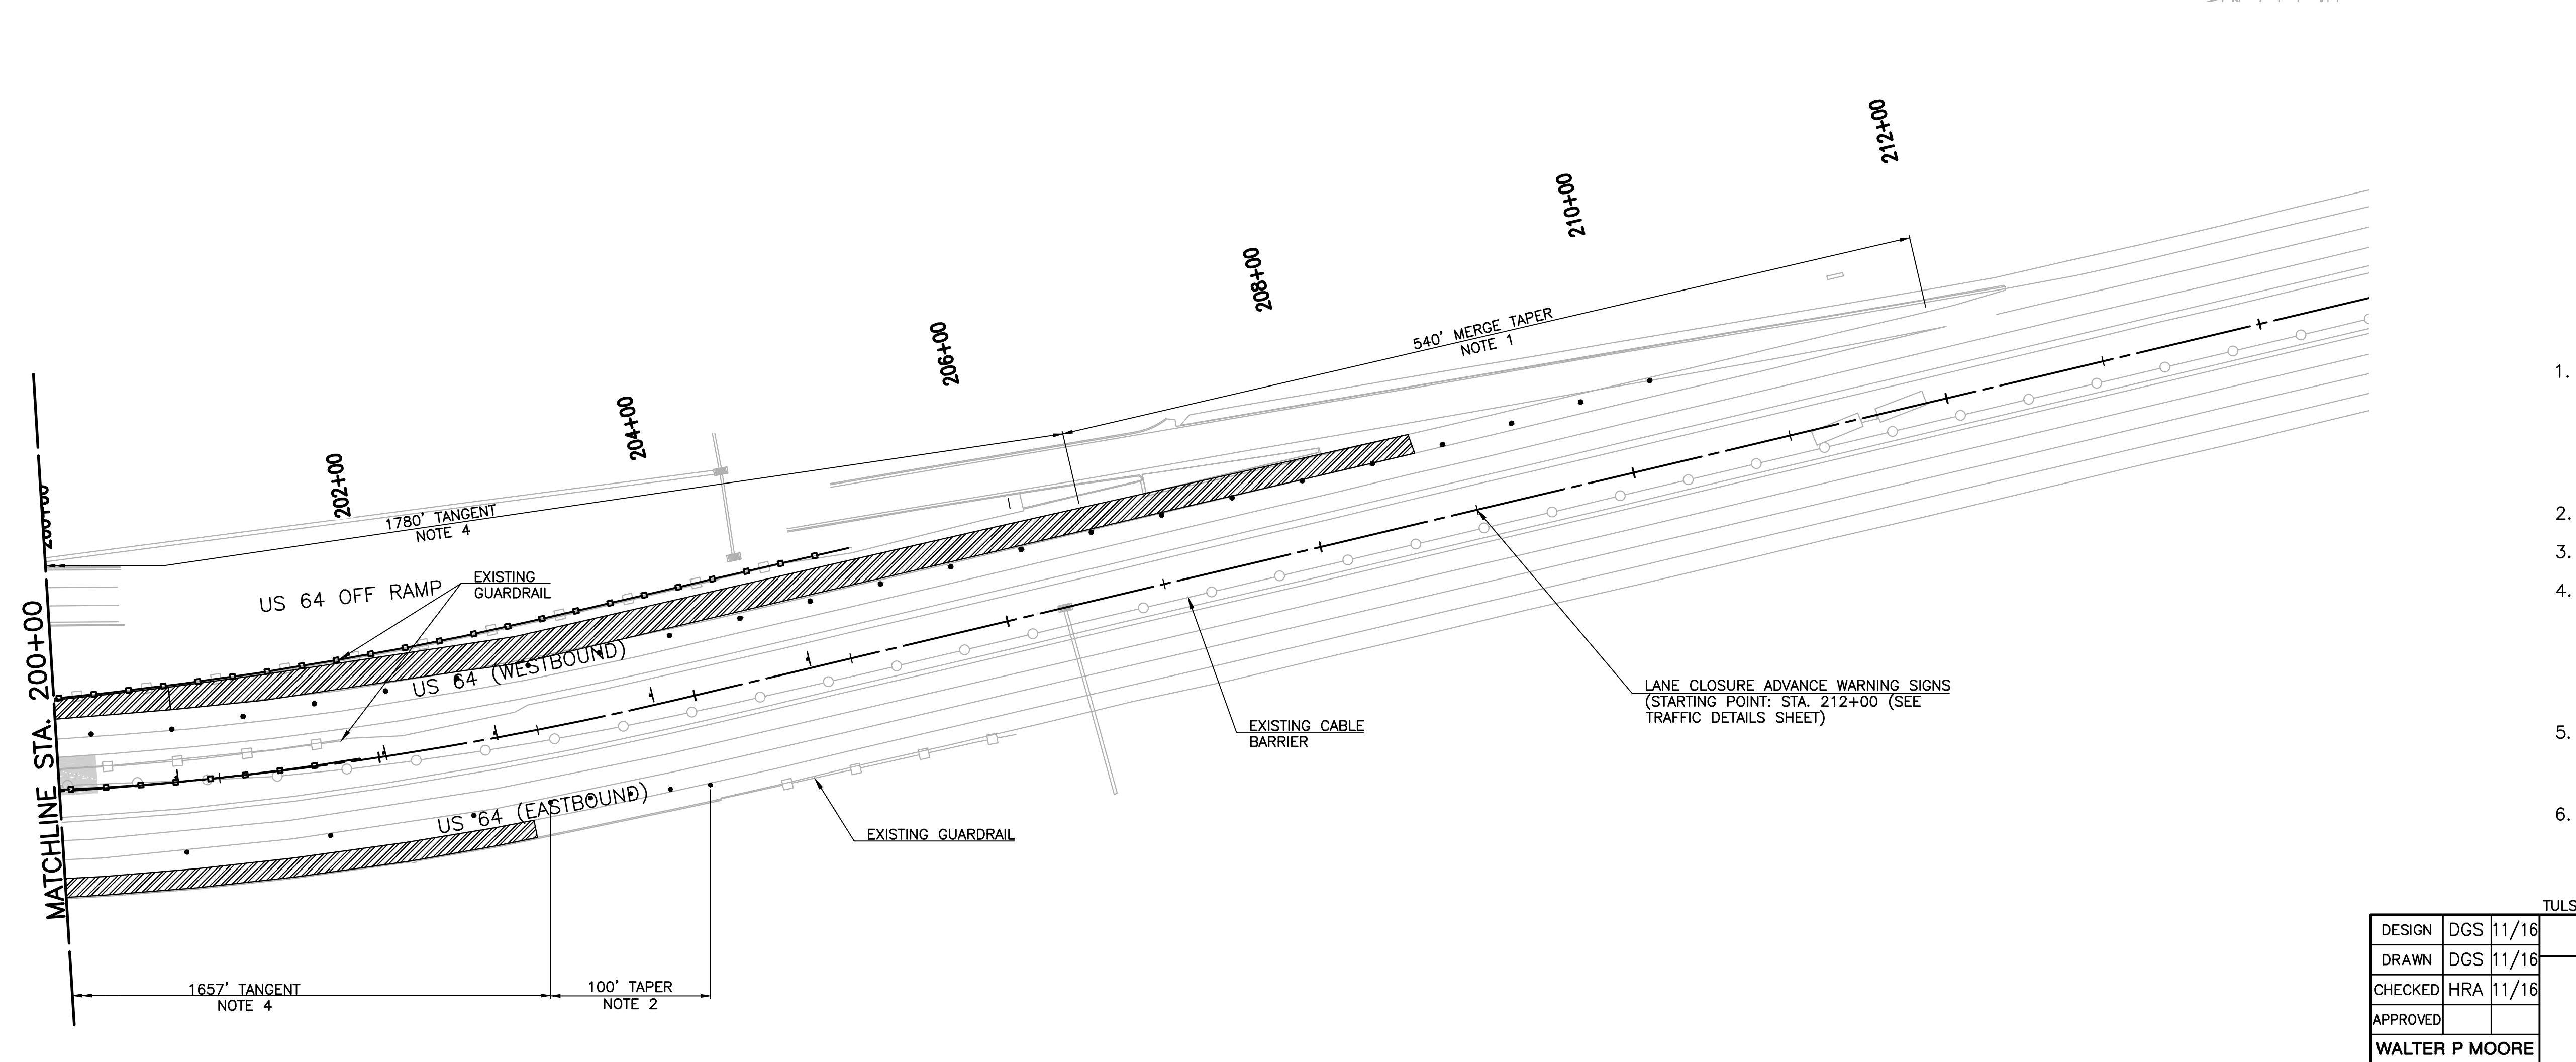 212+00
210+00
208+00
206+00
204+00
202+00
540' MERGE TAPER
NOTE 1
1780' TANGENT
NOTE 4
EXISTING
GUARDRAIL
US 64 OFF RAMP
US 64 (WESTBOUND)
US 64 (EASTBOUND)
MATCHLINE STA. 200+00
LANE CLOSURE ADVANCE WARNING SIGNS
(STARTING POINT: STA. 212+00 (SEE
TRAFFIC DETAILS SHEET)
EXISTING CABLE
BARRIER
EXISTING GUARDRAIL
1657' TANGENT
NOTE 4
100' TAPER
NOTE 2
1.
2.
3.
4.
5.
6.
TULS
DESIGN DGS 11/16
DRAWN DGS 11/16
CHECKED HRA 11/16
APPROVED
WALTER P MOORE